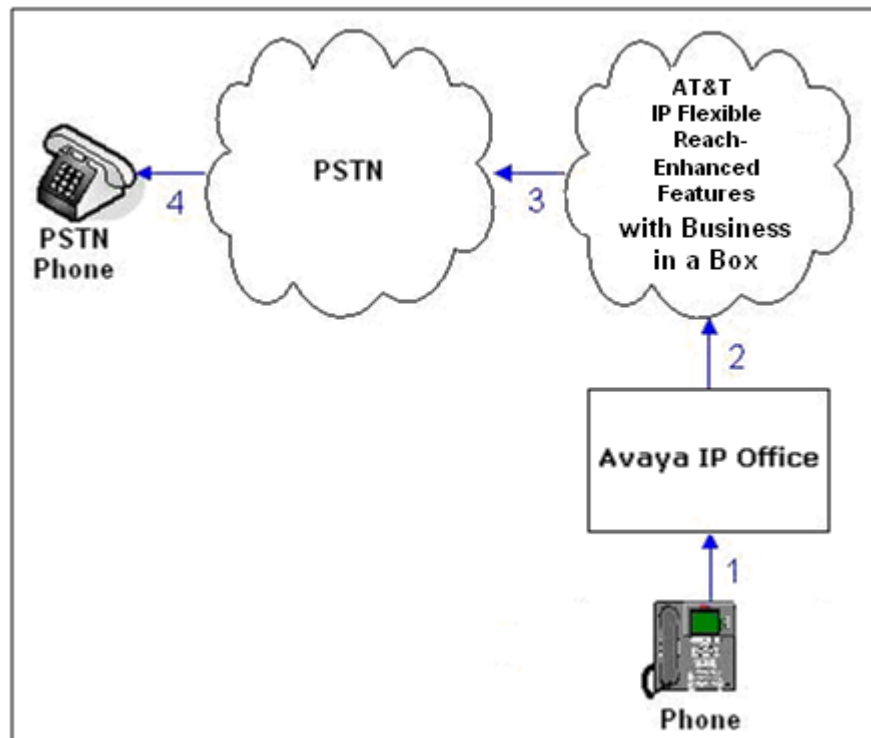 AT&T
IP Flexible
Reach-
Enhanced
Features
with Business
in a Box
PSTN
4
3
PSTN
Phone
2
Avaya IP Office
1
Phone